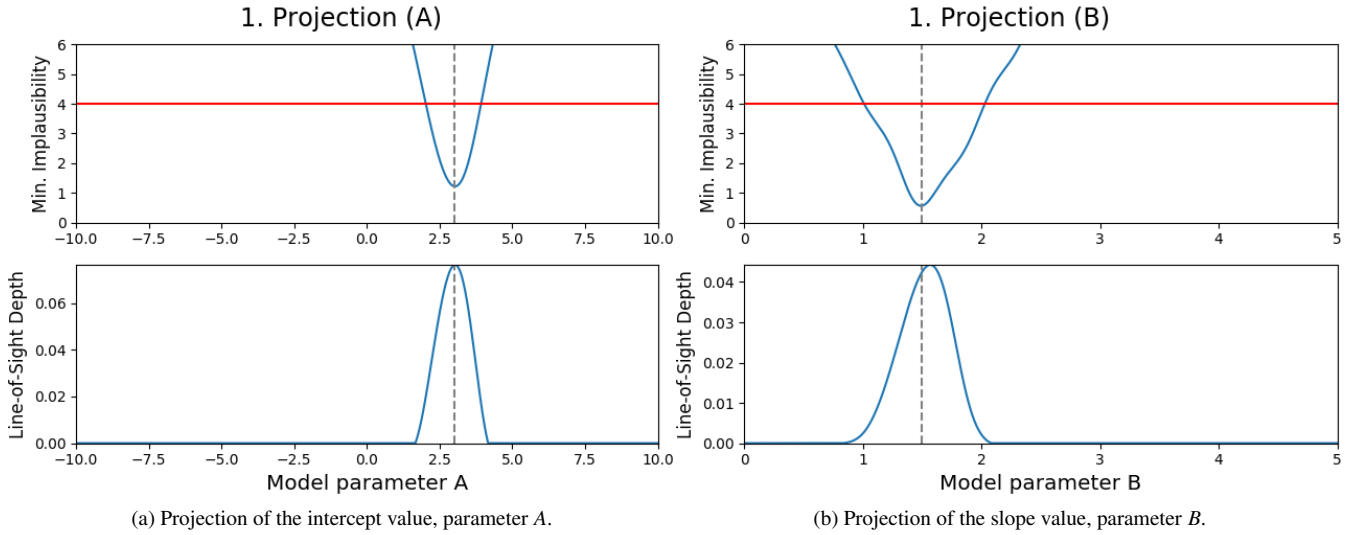 1. Projection (A)
Min. Implausibility
6
5
4
3
2
1
0
−10.0 −7.5 −5.0 −2.5 0.0 2.5 5.0 7.5 10.0
Line-of-Sight Depth
0.06
0.04
0.02
0.00
−10.0 −7.5 −5.0 −2.5 0.0 2.5 5.0 7.5 10.0
Model parameter A
(a) Projection of the intercept value, parameter A.
1. Projection (B)
Min. Implausibility
6
5
4
3
2
1
0
0 1 2 3 4 5
Line-of-Sight Depth
0.04
0.03
0.02
0.01
0.00
0 1 2 3 4 5
Model parameter B
(b) Projection of the slope value, parameter B.